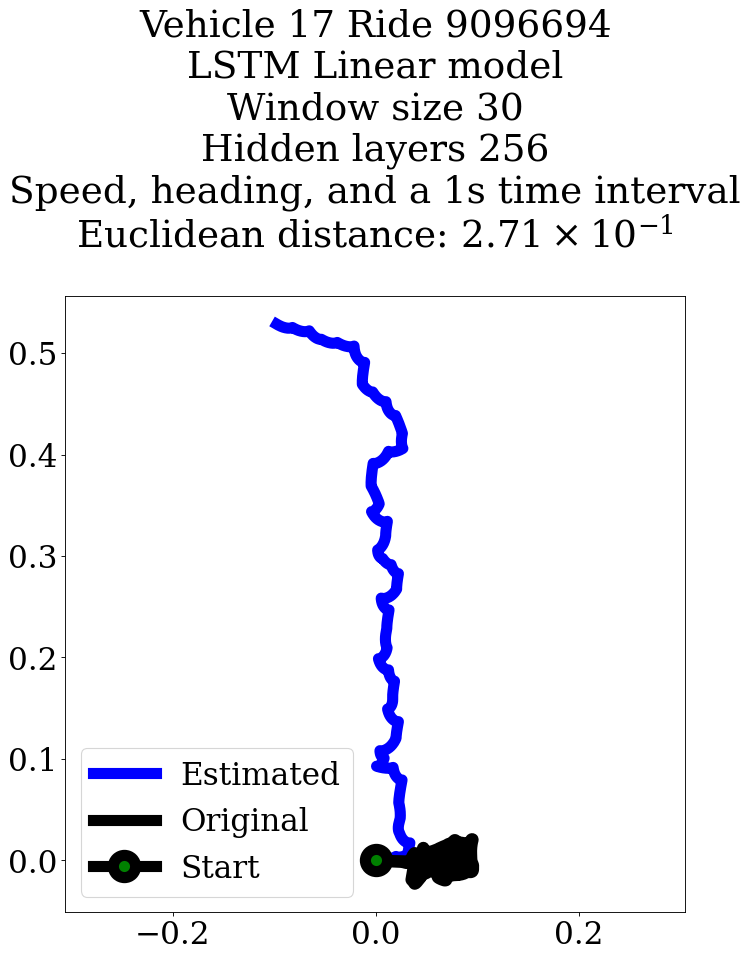 Vehicle 17 Ride 9096694
LSTM Linear model
Window size 30
Hidden layers 256
Speed, heading, and a 1s time interval
Euclidean distance: 2.71 × 10⁻¹
0.5
0.4
0.3
0.2
0.1
0.0
Estimated
Original
Start
−0.2 0.0 0.2